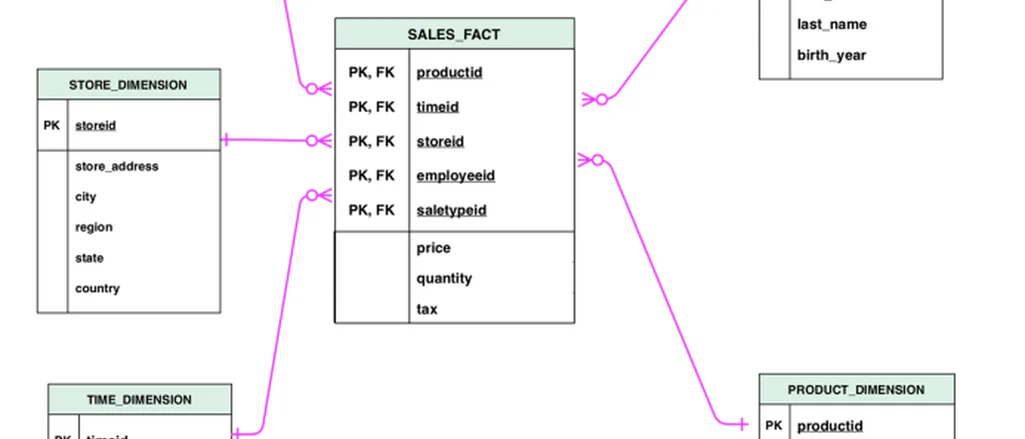 last_name
birth_year
SALES_FACT
PK, FK productid
PK, FK timeid
PK, FK storeid
PK, FK employeeid
PK, FK saletypeid
price
quantity
tax
STORE_DIMENSION
PK storeid
store_address
city
region
state
country
TIME_DIMENSION
PK timeid
PRODUCT_DIMENSION
PK productid